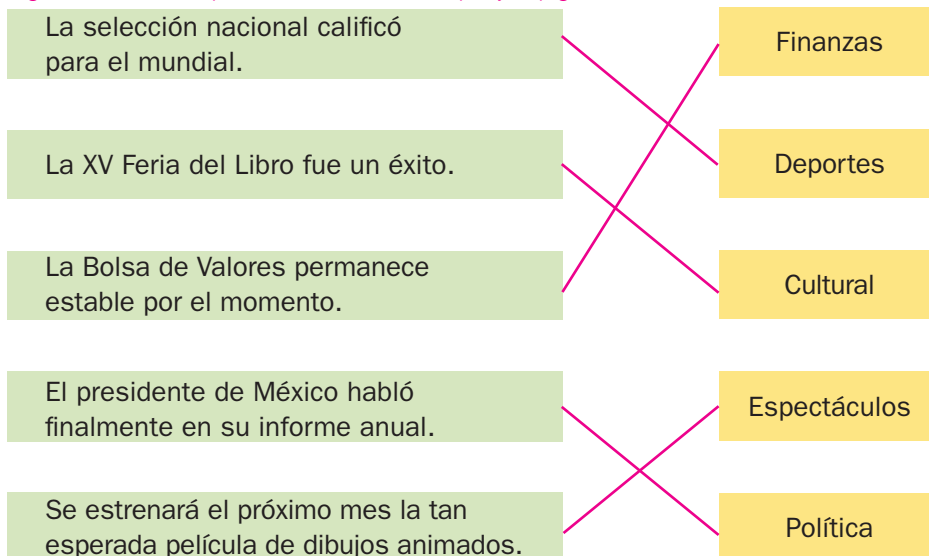 La selección nacional calificó
para el mundial.
Finanzas
La XV Feria del Libro fue un éxito.
Deportes
La Bolsa de Valores permanece
estable por el momento.
Cultural
El presidente de México habló
finalmente en su informe anual.
Espectáculos
Se estrenará el próximo mes la tan
esperada película de dibujos animados.
Política